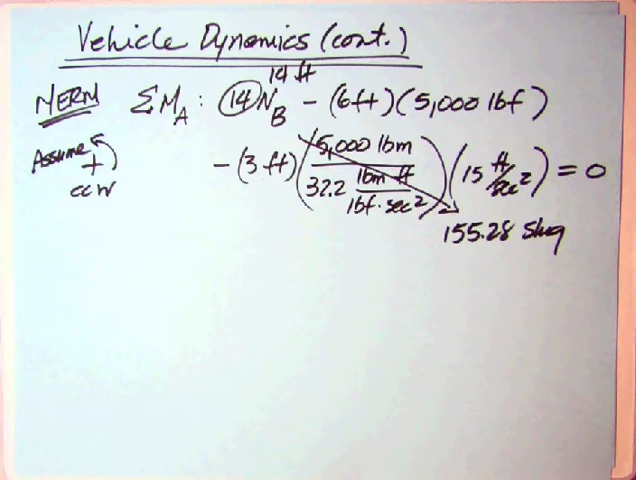 Vehicle Dynamics (cont.)
14 ft
NERM ΣM_A : 14 N_B - (6 ft)(5,000 lbf)
Assume + ccw
- (3 ft) (5,000 lbm / 32.2 lbm ft / lbf · sec²) (15 ft/sec²) = 0
155.28 slug